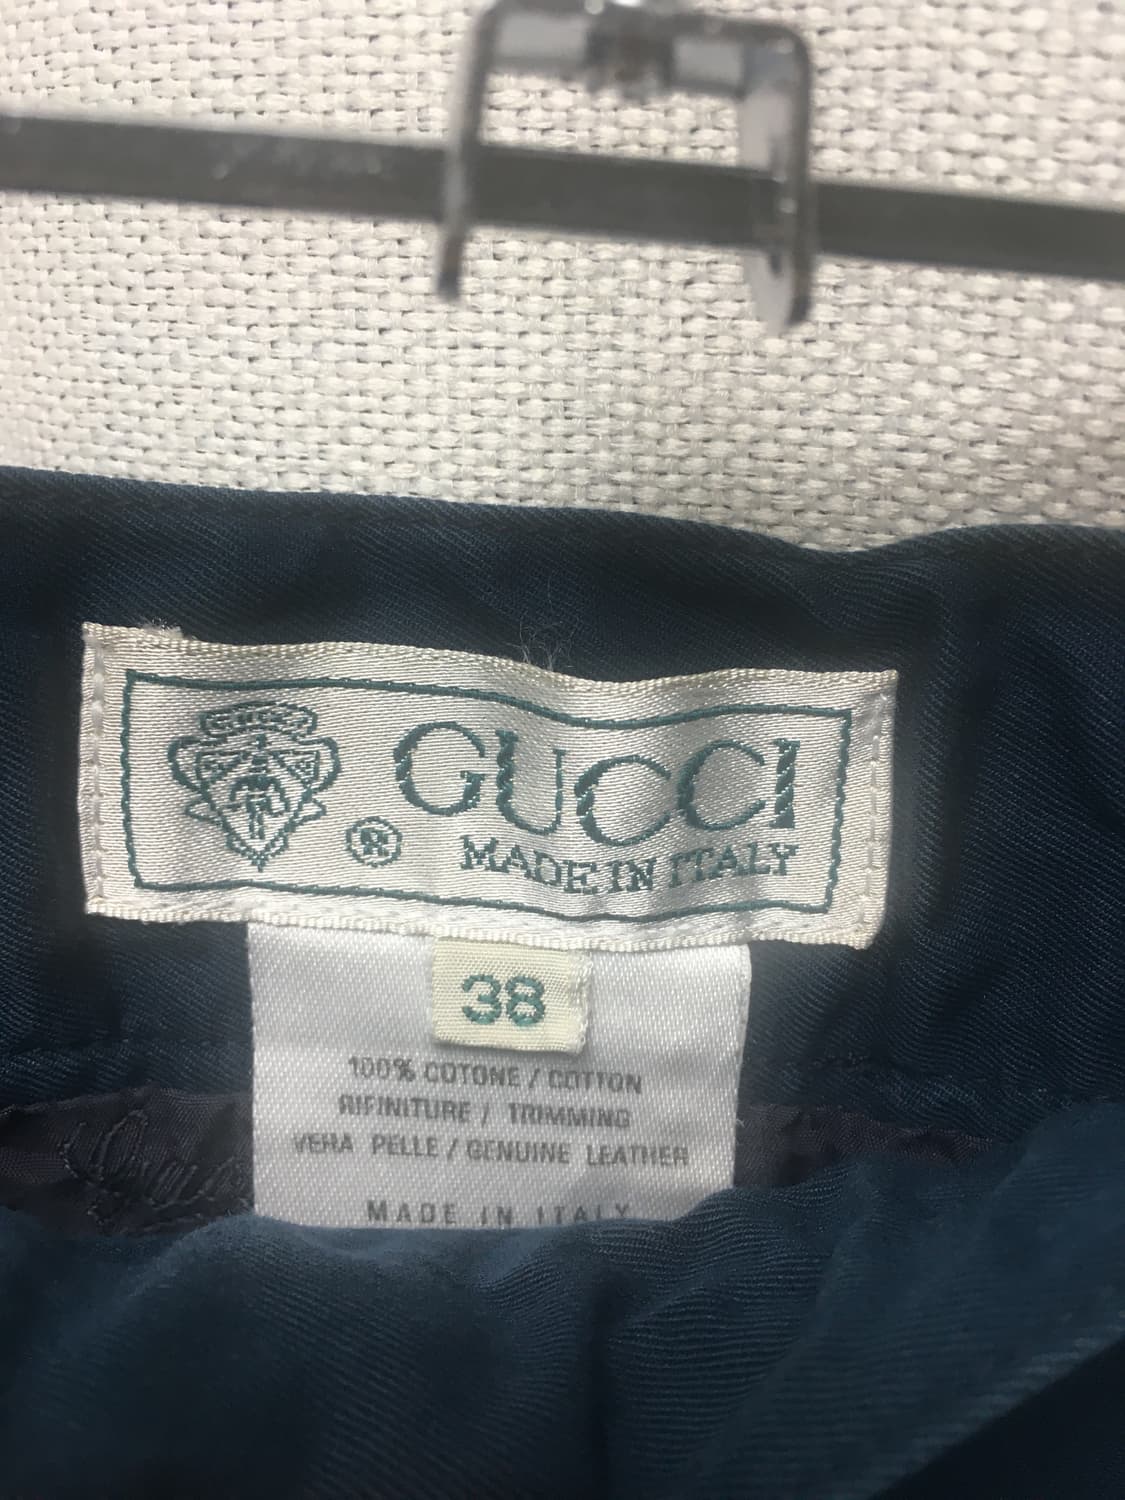 GUCCI
®
MADE IN ITALY
38
100% COTONE / COTTON
RIFINITURE / TRIMMING
VERA PELLE / GENUINE LEATHER
MADE IN ITALY